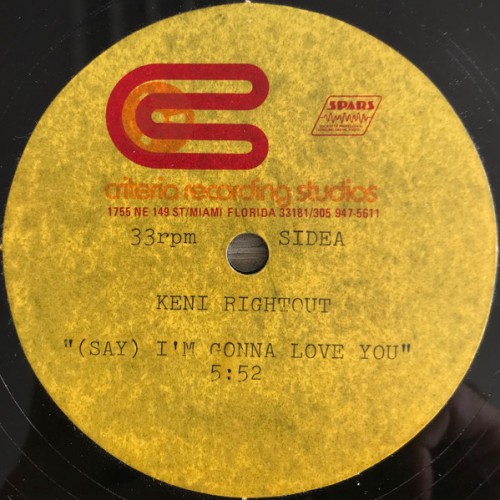 SPARS
criteria recording studios
1755 NE 149 ST/MIAMI FLORIDA 33181/305 947-5611
33rpm SIDEA
KENI RIGHTOUT
"(SAY) I'M GONNA LOVE YOU"
5:52